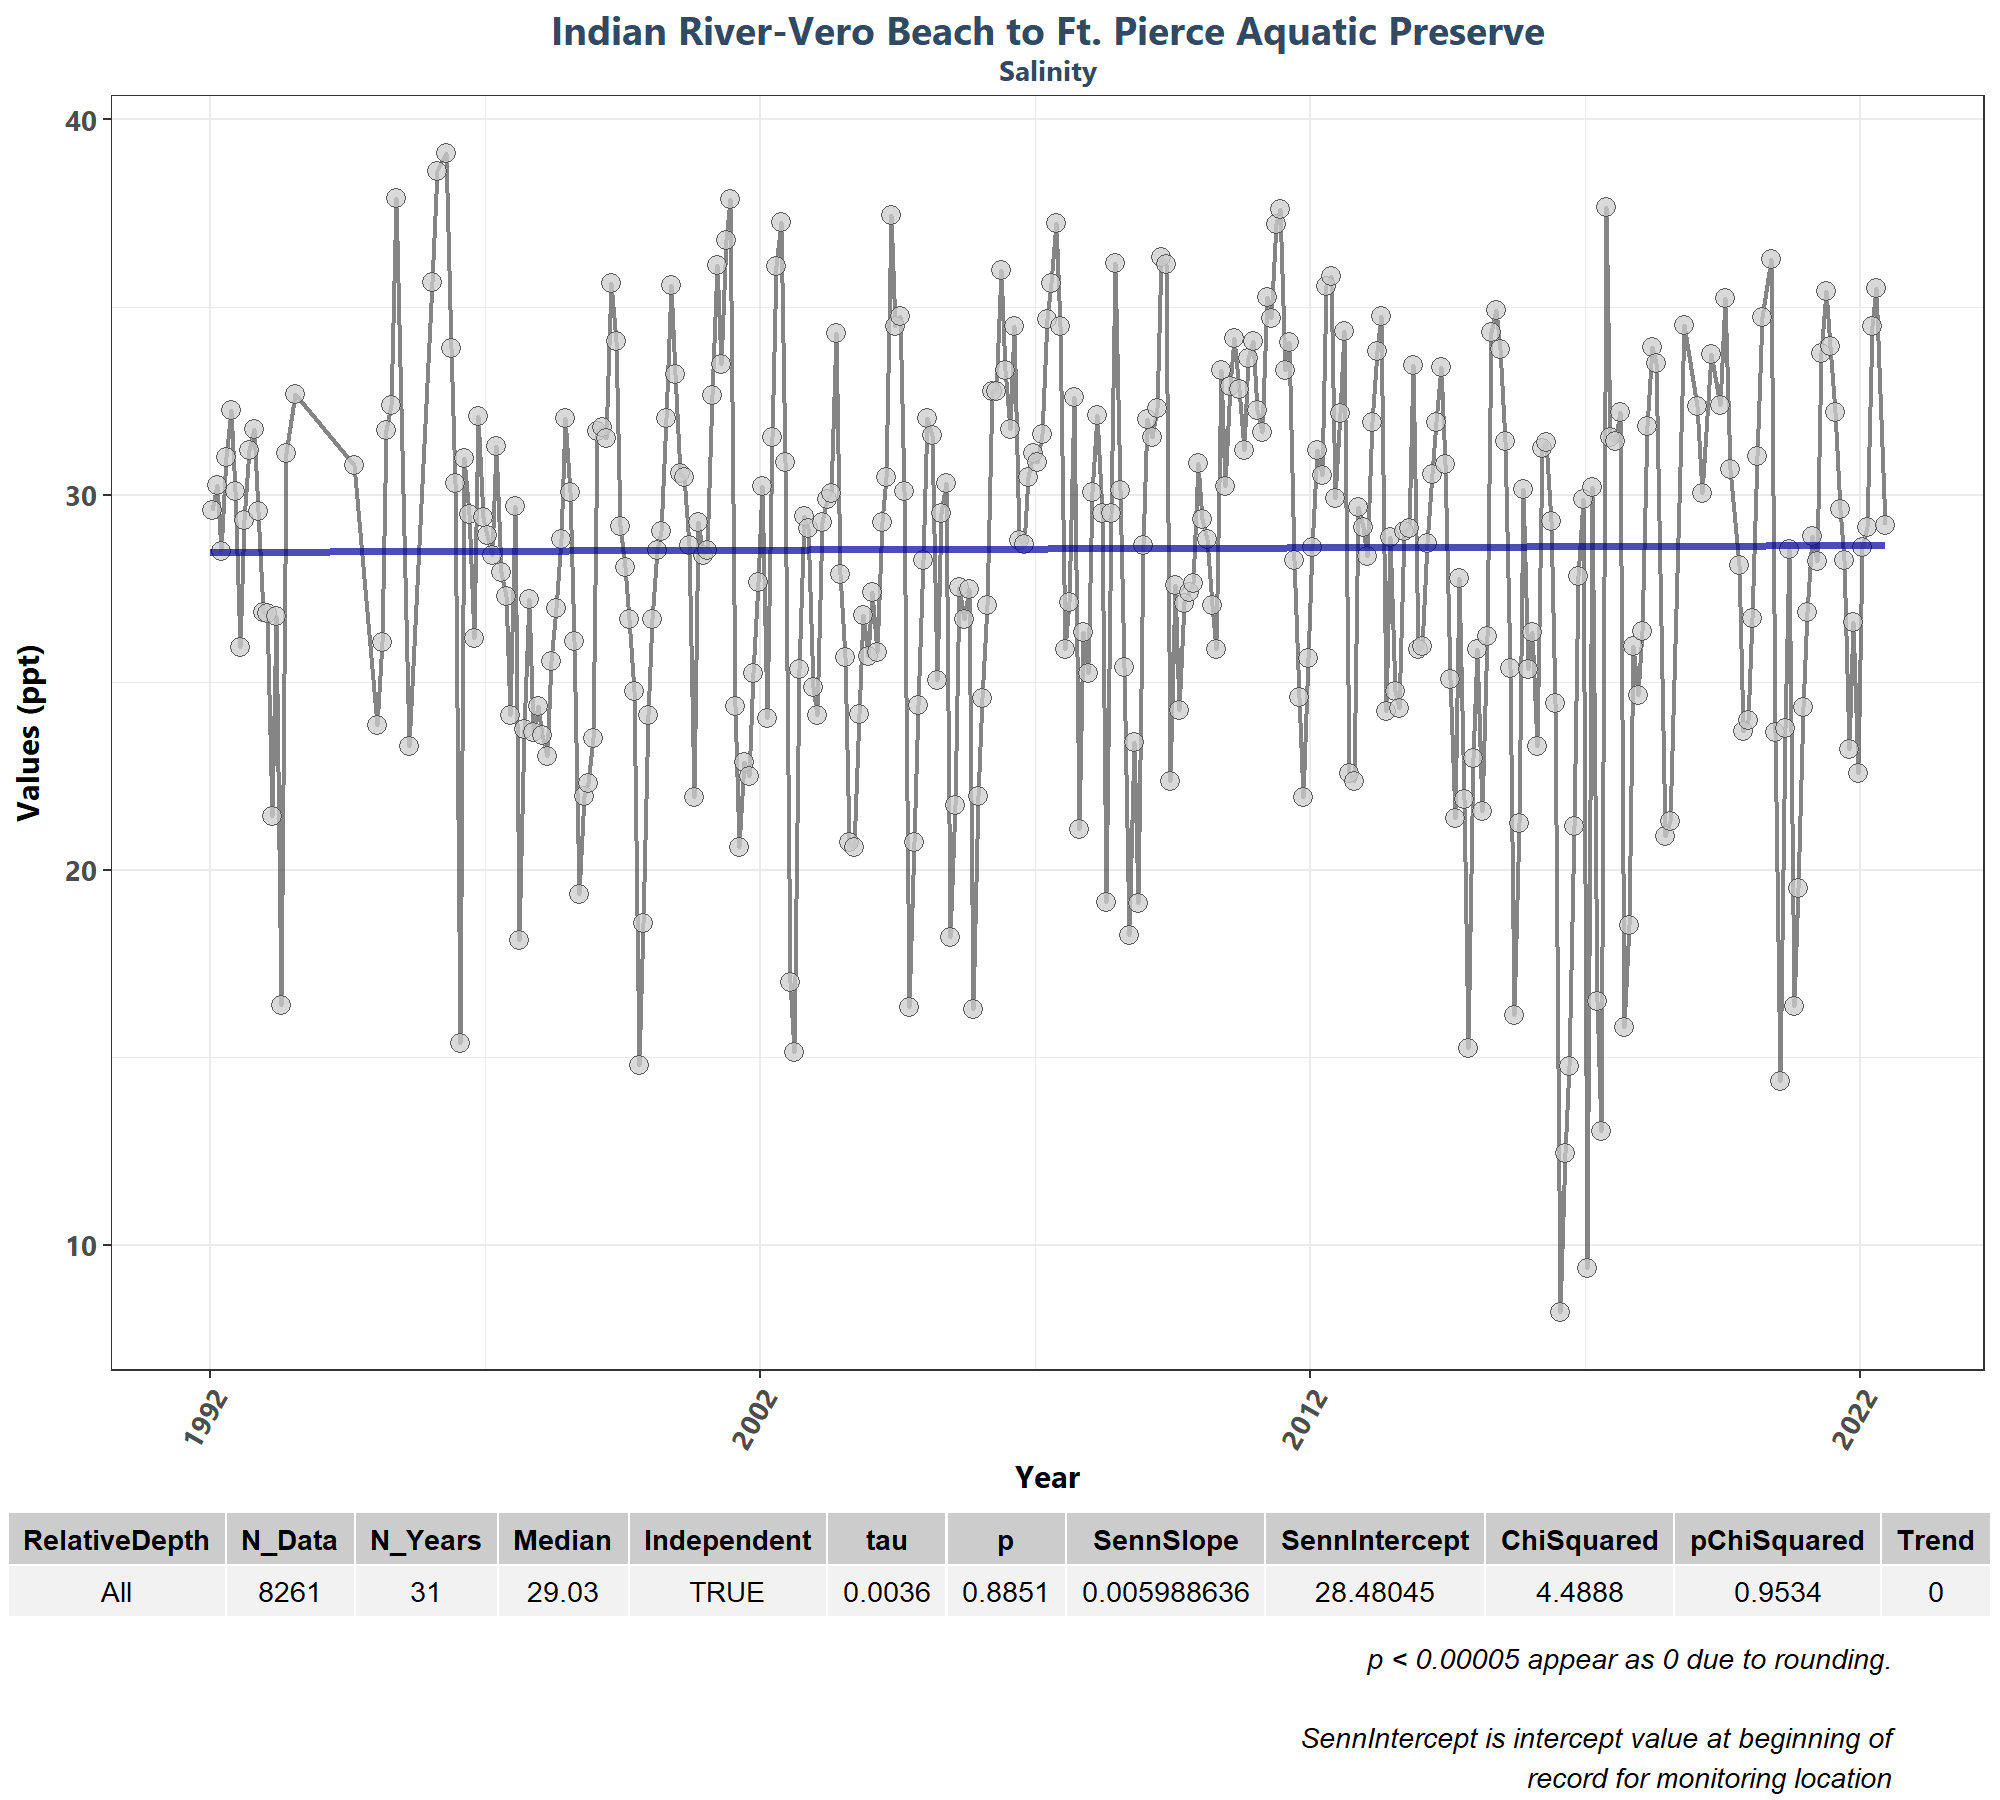 Indian River-Vero Beach to Ft. Pierce Aquatic Preserve
Salinity
40
30
20
10
Values (ppt)
1992 2002 2012 2022
Year
RelativeDepth N_Data N_Years Median Independent tau p SennSlope SennIntercept ChiSquared pChiSquared Trend
All 8261 31 29.03 TRUE 0.0036 0.8851 0.005988636 28.48045 4.4888 0.9534 0
p < 0.00005 appear as 0 due to rounding.
SennIntercept is intercept value at beginning of
record for monitoring location